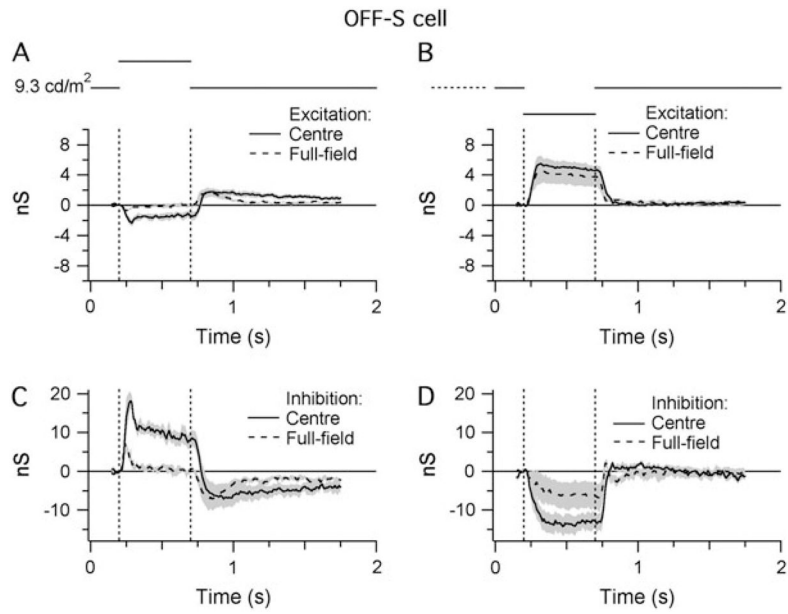 OFF-S cell
A
9.3 cd/m²
Excitation:
Centre
Full-field
8
4
0
-4
-8
nS
0
1
2
Time (s)
B
Excitation:
Centre
Full-field
8
4
0
-4
-8
nS
0
1
2
Time (s)
C
Inhibition:
Centre
Full-field
20
10
0
-10
nS
0
1
2
Time (s)
D
Inhibition:
Centre
Full-field
20
10
0
-10
nS
0
1
2
Time (s)